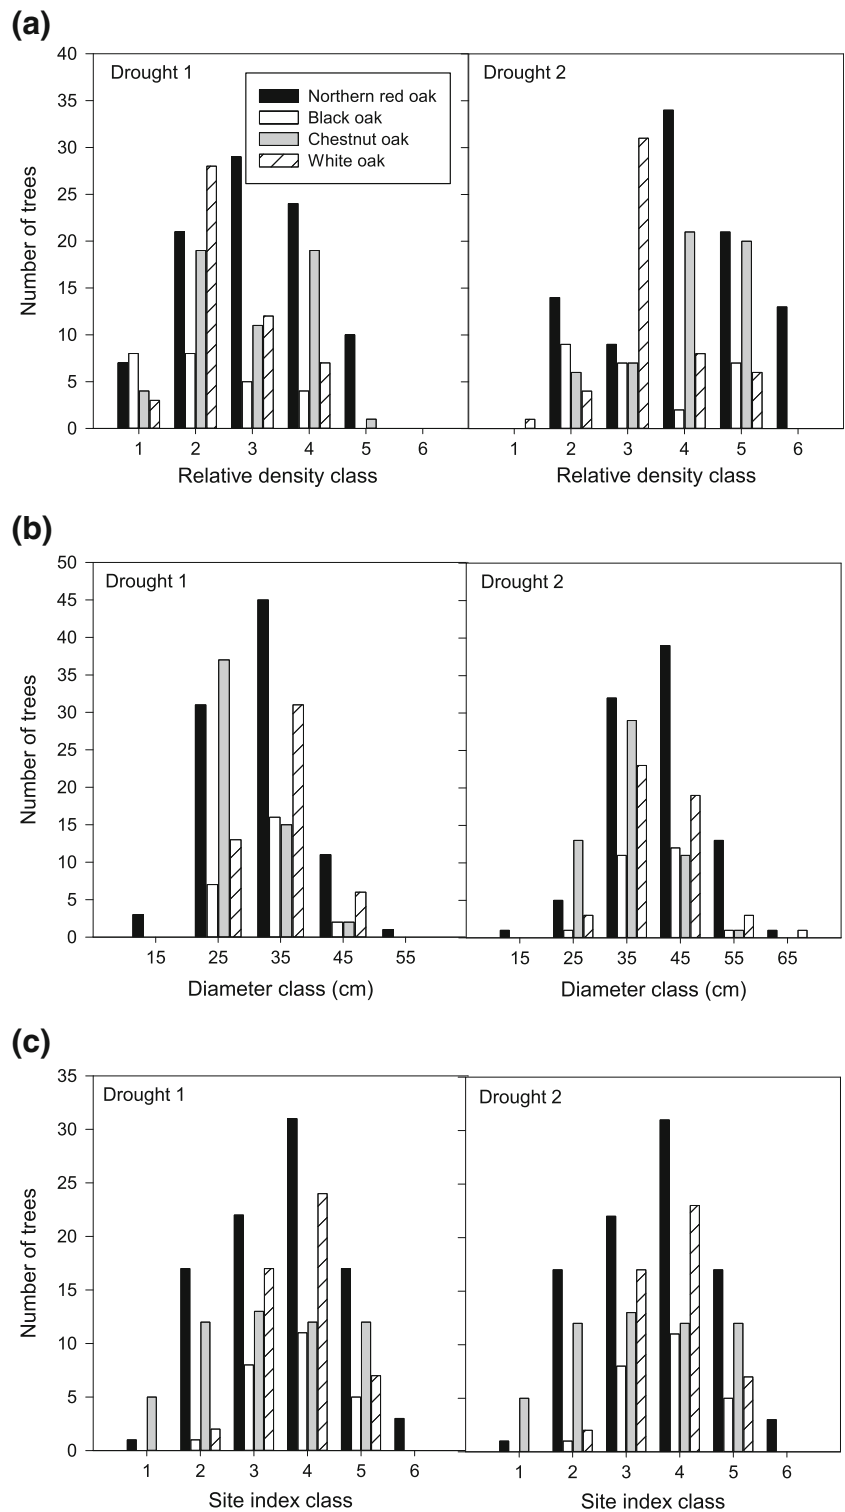 (a)
Drought 1
Drought 2
Northern red oak
Black oak
Chestnut oak
White oak
40
35
30
25
20
15
10
5
0
Number of trees
1 2 3 4 5 6
1 2 3 4 5 6
Relative density class
Relative density class
(b)
Drought 1
Drought 2
50
45
40
35
30
25
20
15
10
5
0
Number of trees
15 25 35 45 55
15 25 35 45 55 65
Diameter class (cm)
Diameter class (cm)
(c)
Drought 1
Drought 2
35
30
25
20
15
10
5
0
Number of trees
1 2 3 4 5 6
1 2 3 4 5 6
Site index class
Site index class